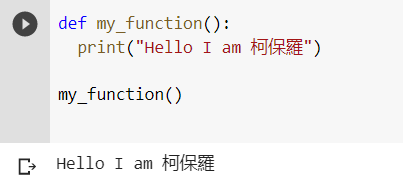 def my_function():
  print("Hello I am 柯保羅")
my_function()
Hello I am 柯保羅